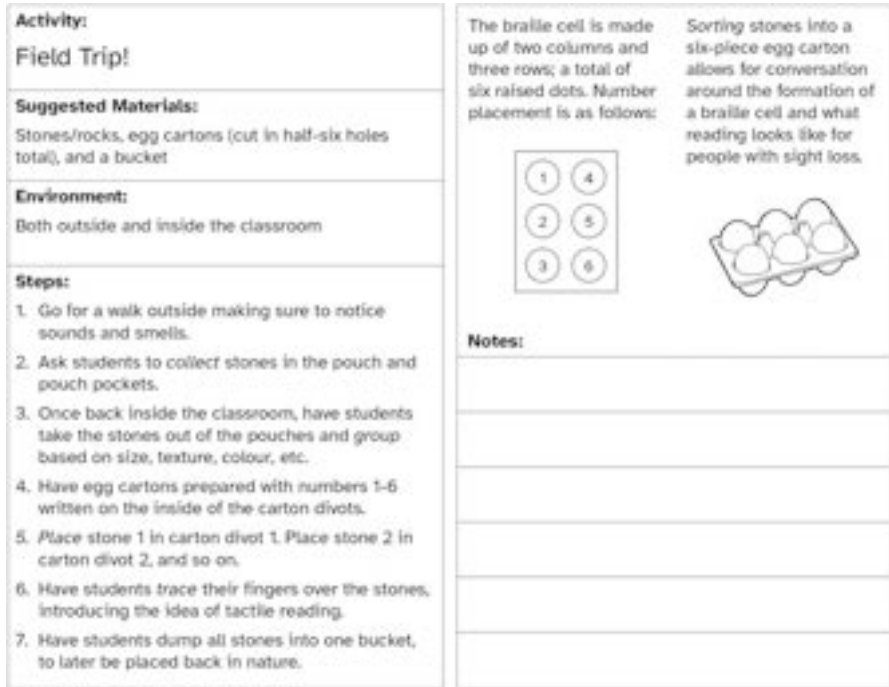 Activity:
Field Trip!
Suggested Materials:
Stones/rocks, egg cartons (cut in half-six holes
total), and a bucket
Environment:
Both outside and inside the classroom
Steps:
1. Go for a walk outside making sure to notice
sounds and smells.
2. Ask students to collect stones in the pouch and
pouch pockets.
3. Once back inside the classroom, have students
take the stones out of the pouches and group
based on size, texture, colour, etc.
4. Have egg cartons prepared with numbers 1-6
written on the inside of the carton divots.
5. Place stone 1 in carton divot 1. Place stone 2 in
carton divot 2, and so on.
6. Have students trace their fingers over the stones,
introducing the idea of tactile reading.
7. Have students dump all stones into one bucket,
to later be placed back in nature.
The braille cell is made
up of two columns and
three rows; a total of
six raised dots. Number
placement is as follows:
1 4
2 5
3 6
Sorting stones into a
six-piece egg carton
allows for conversation
around the formation of
a braille cell and what
reading looks like for
people with sight loss.
Notes: